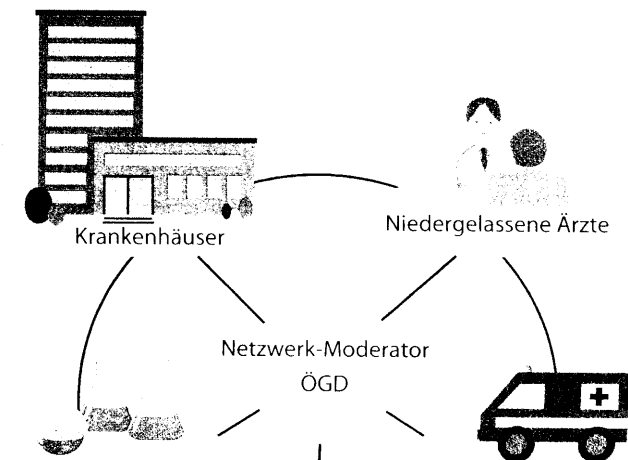 Krankenhäuser
Niedergelassene Ärzte
Netzwerk-Moderator
ÖGD